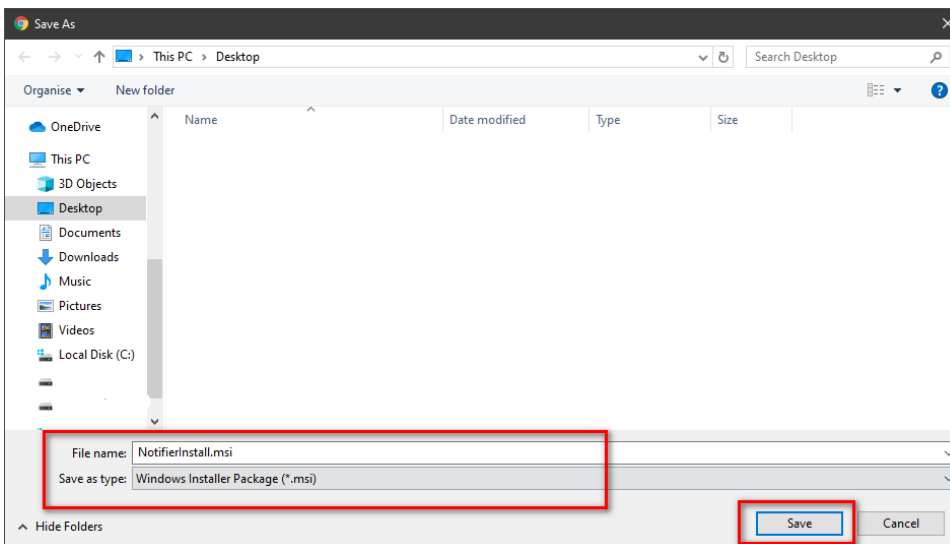 Save As
This PC > Desktop
Search Desktop
Organise
New folder
Name
Date modified
Type
Size
OneDrive
This PC
3D Objects
Desktop
Documents
Downloads
Music
Pictures
Videos
Local Disk (C:)
File name: NotifierInstall.msi
Save as type: Windows Installer Package (*.msi)
Hide Folders
Save
Cancel